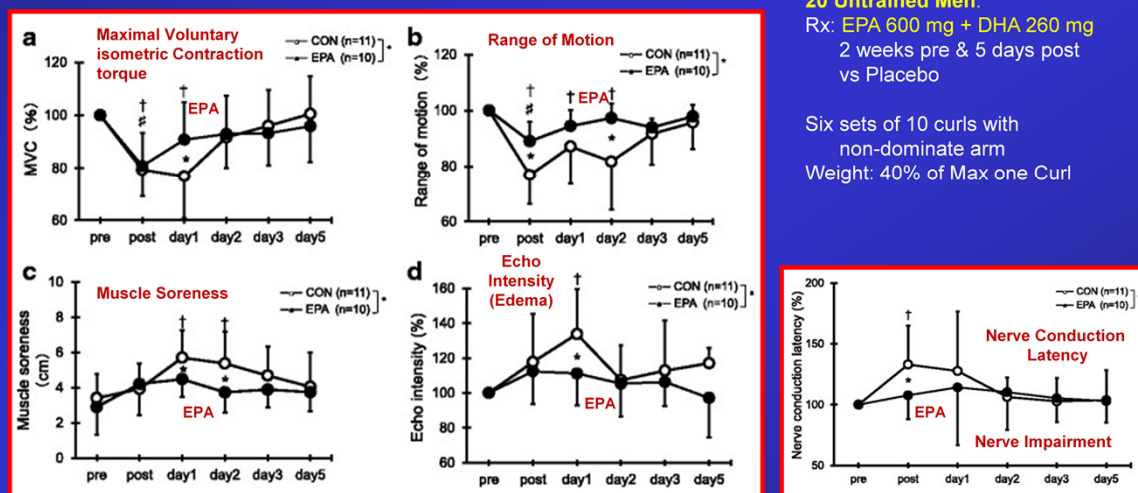 20 Untrained Men.
Rx: EPA 600 mg + DHA 260 mg
2 weeks pre & 5 days post
vs Placebo
Six sets of 10 curls with
non-dominate arm
Weight: 40% of Max one Curl
a
Maximal Voluntary
isometric Contraction
torque
CON (n=11)
EPA (n=10)
*
MVC (%)
120
100
80
60
†
#
†
EPA
*
pre post day1 day2 day3 day5
b
Range of Motion
CON (n=11)
EPA (n=10)
*
Range of motion (%)
120
100
80
60
†
#
† EPA †
*
*
pre post day1 day2 day3 day5
c
Muscle Soreness
CON (n=11)
EPA (n=10)
*
Muscle soreness
(cm)
10
8
6
4
2
0
† †
* *
EPA
pre post day1 day2 day3 day5
d
Echo
Intensity
(Edema)
CON (n=11)
EPA (n=10)
*
Echo intensity (%)
160
140
120
100
80
60
†
*
EPA
pre post day1 day2 day3 day5
Nerve conduction latency (%)
200
150
100
50
CON (n=11)
EPA (n=10)
†
*
EPA
Nerve Conduction
Latency
Nerve Impairment
pre post day1 day2 day3 day5